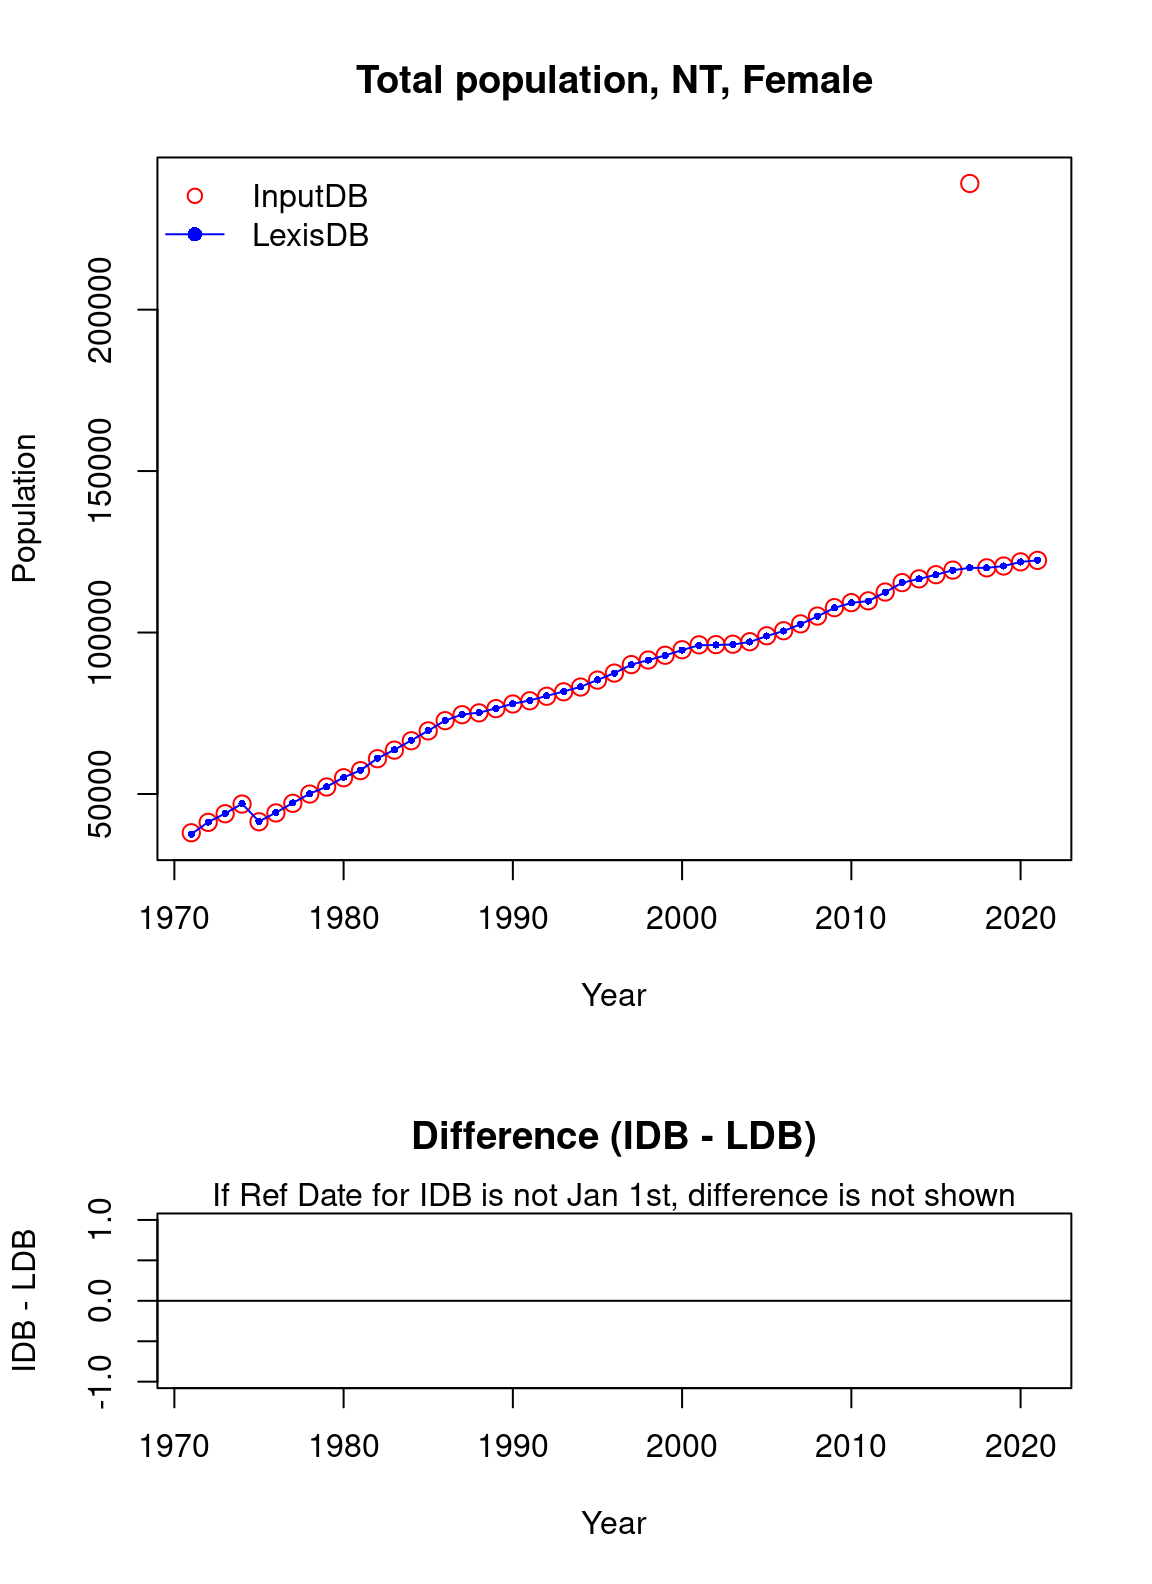 Total population, NT, Female
InputDB
LexisDB
Population
200000
150000
100000
50000
1970 1980 1990 2000 2010 2020
Year
Difference (IDB - LDB)
If Ref Date for IDB is not Jan 1st, difference is not shown
IDB - LDB
1.0
0.0
-1.0
1970 1980 1990 2000 2010 2020
Year